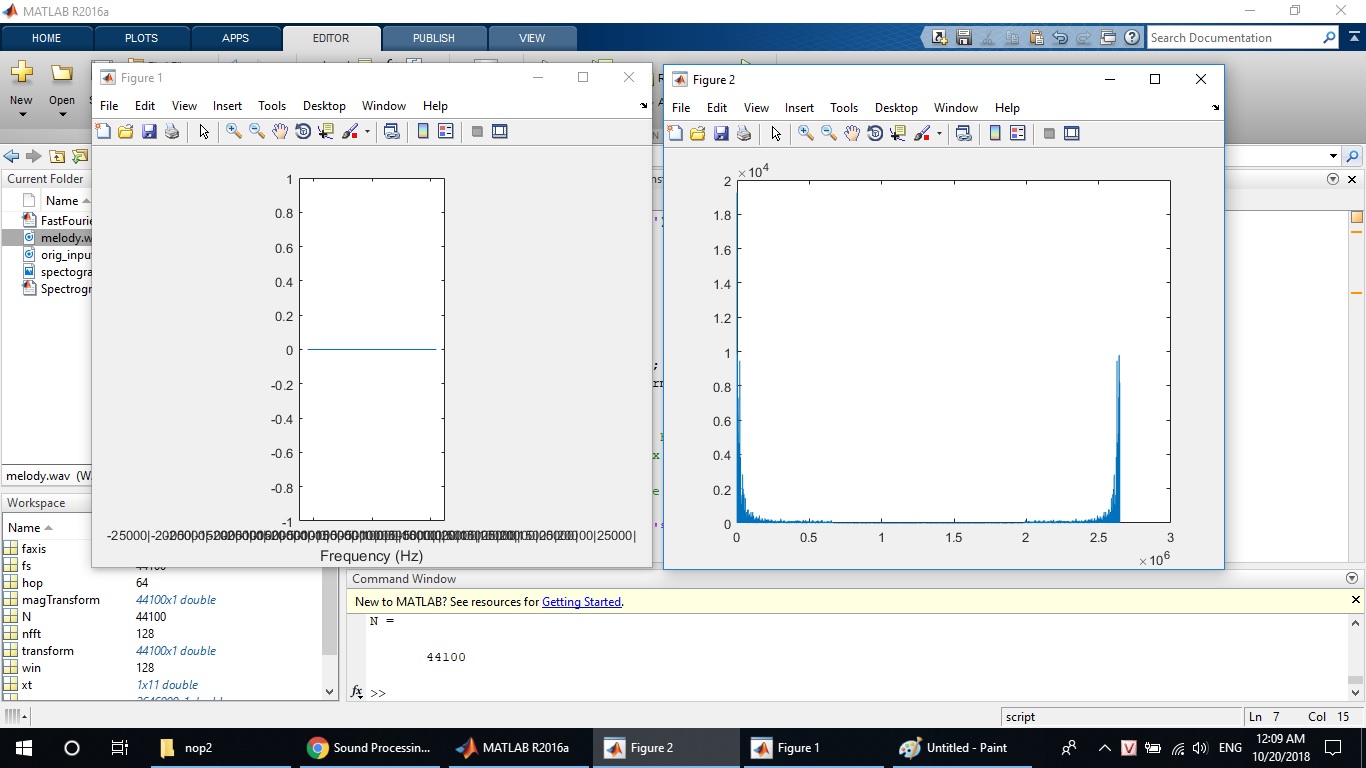 MATLAB R2016a
HOME PLOTS APPS EDITOR PUBLISH VIEW
Search Documentation
New Open
Figure 1
File Edit View Insert Tools Desktop Window Help
1
0.8
0.6
0.4
0.2
0
-0.2
-0.4
-0.6
-0.8
-1
Frequency (Hz)
Figure 2
File Edit View Insert Tools Desktop Window Help
×10^4
2
1.8
1.6
1.4
1.2
1
0.8
0.6
0.4
0.2
0
0 0.5 1 1.5 2 2.5 3
×10^6
Current Folder
Name
FastFourie
melody.w
orig_inpu
spectogra
Spectrogr
melody.wav (W
Workspace
Name
faxis
fs 44100
hop 64
magTransform 44100x1 double
N 44100
nfft 128
transform 44100x1 double
win 128
xt 1x11 double
Command Window
New to MATLAB? See resources for Getting Started.
N =
44100
fx >>
script Ln 7 Col 15
nop2 Sound Processin... MATLAB R2016a Figure 2 Figure 1 Untitled - Paint ENG 12:09 AM
10/20/2018